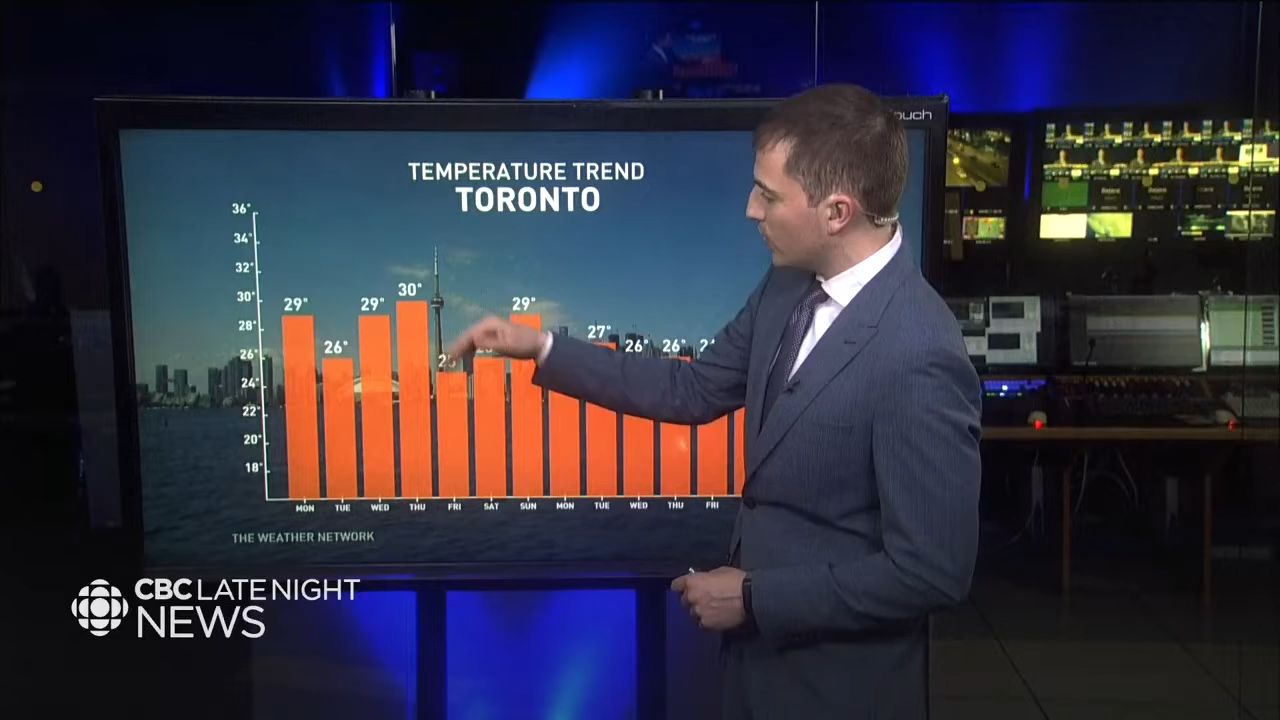 ouch
TEMPERATURE TREND
TORONTO
36°
34°
32°
30°
28°
26°
24°
22°
20°
18°
29° 26° 29° 30° 29° 27° 26° 26°
MON TUE WED THU FRI SAT SUN MON TUE WED THU FRI
THE WEATHER NETWORK
CBC LATE NIGHT
NEWS